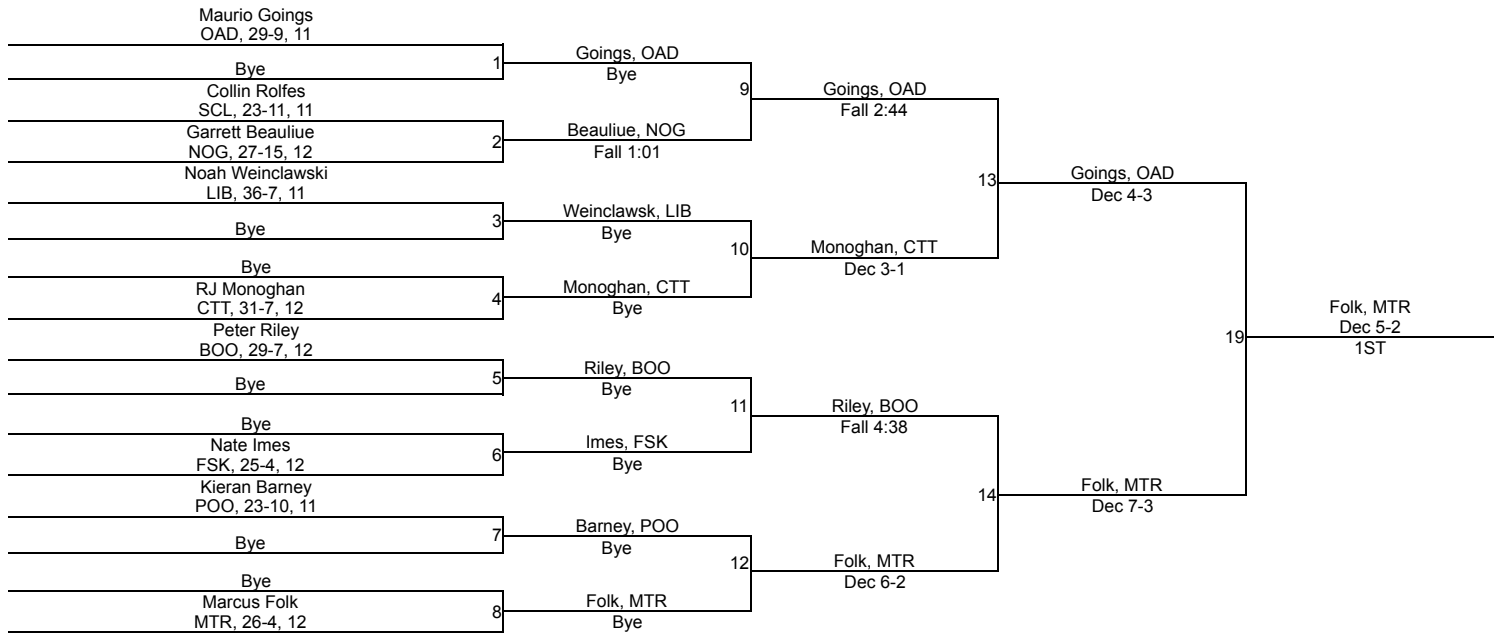 Maurio Goings
OAD, 29-9, 11
Bye
1
Collin Rolfes
SCL, 23-11, 11
Garrett Beauliue
NOG, 27-15, 12
2
Noah Weinclawski
LIB, 36-7, 11
Bye
3
Bye
RJ Monoghan
CTT, 31-7, 12
4
Peter Riley
BOO, 29-7, 12
Bye
5
Bye
Nate Imes
FSK, 25-4, 12
6
Kieran Barney
POO, 23-10, 11
Bye
7
Bye
Marcus Folk
MTR, 26-4, 12
8
Goings, OAD
Bye
9
Beauliue, NOG
Fall 1:01
Weinclawsk, LIB
Bye
10
Monoghan, CTT
Bye
Riley, BOO
Bye
11
Imes, FSK
Bye
Barney, POO
Bye
12
Folk, MTR
Bye
Goings, OAD
Fall 2:44
13
Monoghan, CTT
Dec 3-1
Riley, BOO
Fall 4:38
14
Folk, MTR
Dec 6-2
Goings, OAD
Dec 4-3
19
Folk, MTR
Dec 7-3
Folk, MTR
Dec 5-2
1ST